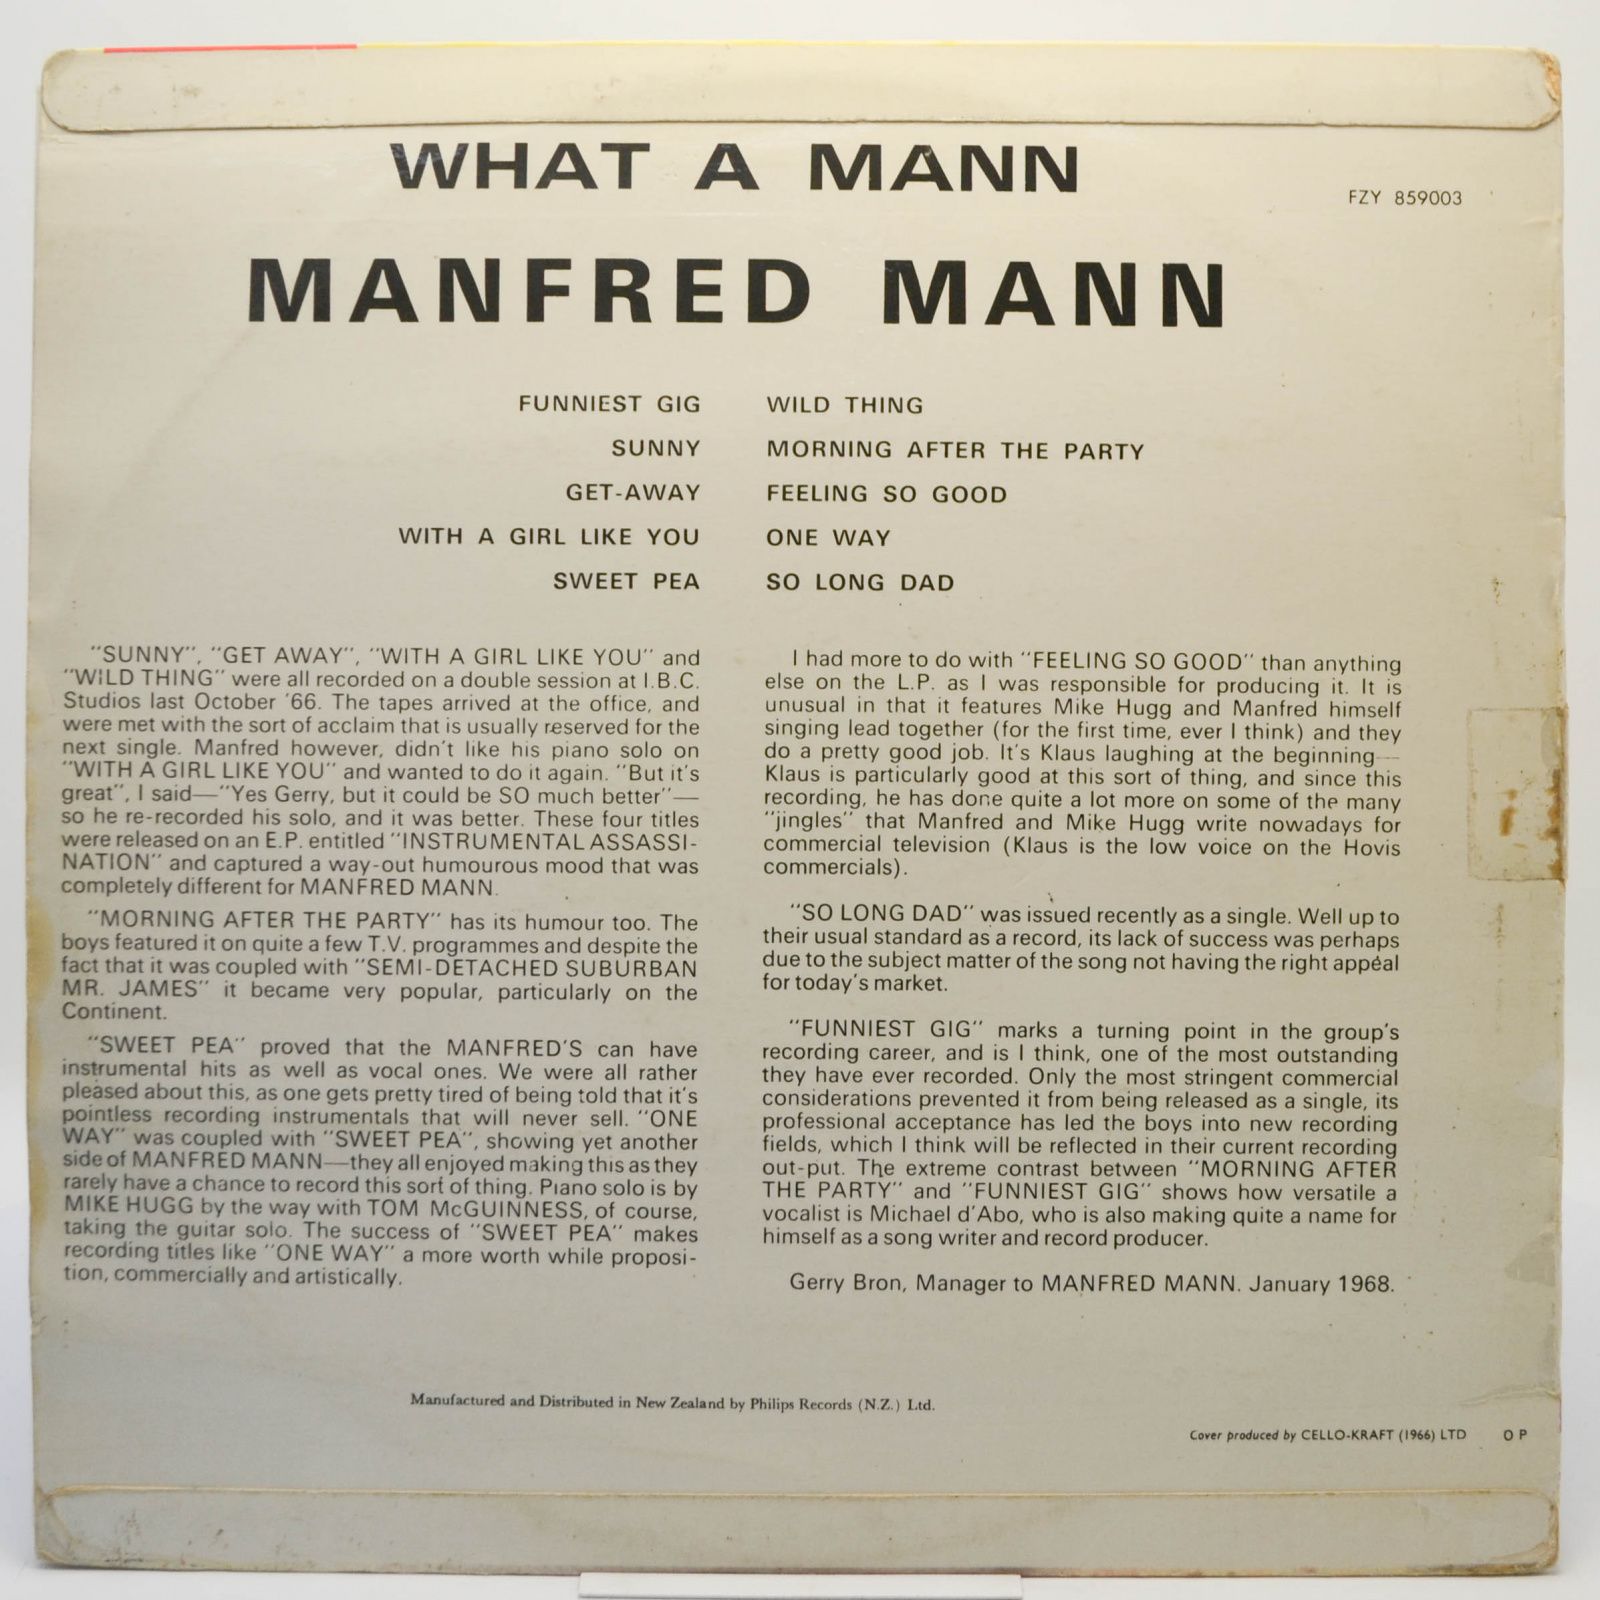 WHAT A MANN
FZY 859003
MANFRED MANN
FUNNIEST GIG
SUNNY
GET-AWAY
WITH A GIRL LIKE YOU
SWEET PEA
WILD THING
MORNING AFTER THE PARTY
FEELING SO GOOD
ONE WAY
SO LONG DAD
"SUNNY", "GET AWAY", "WITH A GIRL LIKE YOU" and
"WILD THING" were all recorded on a double session at I.B.C.
Studios last October '66. The tapes arrived at the office, and
were met with the sort of acclaim that is usually reserved for the
next single. Manfred however, didn't like his piano solo on
"WITH A GIRL LIKE YOU" and wanted to do it again. "But it's
great", I said—"Yes Gerry, but it could be SO much better"—
so he re-recorded his solo, and it was better. These four titles
were released on an E.P. entitled "INSTRUMENTAL ASSASSI-
NATION" and captured a way-out humourous mood that was
completely different for MANFRED MANN.
"MORNING AFTER THE PARTY" has its humour too. The
boys featured it on quite a few T.V. programmes and despite the
fact that it was coupled with "SEMI-DETACHED SUBURBAN
MR. JAMES" it became very popular, particularly on the
Continent.
"SWEET PEA" proved that the MANFRED'S can have
instrumental hits as well as vocal ones. We were all rather
pleased about this, as one gets pretty tired of being told that it's
pointless recording instrumentals that will never sell. "ONE
WAY" was coupled with "SWEET PEA", showing yet another
side of MANFRED MANN—they all enjoyed making this as they
rarely have a chance to record this sort of thing. Piano solo is by
MIKE HUGG by the way with TOM McGUINNESS, of course,
taking the guitar solo. The success of "SWEET PEA" makes
recording titles like "ONE WAY" a more worth while proposi-
tion, commercially and artistically.
I had more to do with "FEELING SO GOOD" than anything
else on the L.P. as I was responsible for producing it. It is
unusual in that it features Mike Hugg and Manfred himself
singing lead together (for the first time, ever I think) and they
do a pretty good job. It's Klaus laughing at the beginning—
Klaus is particularly good at this sort of thing, and since this
recording, he has done quite a lot more on some of the many
"jingles" that Manfred and Mike Hugg write nowadays for
commercial television (Klaus is the low voice on the Hovis
commercials).
"SO LONG DAD" was issued recently as a single. Well up to
their usual standard as a record, its lack of success was perhaps
due to the subject matter of the song not having the right appeal
for today's market.
"FUNNIEST GIG" marks a turning point in the group's
recording career, and is I think, one of the most outstanding
they have ever recorded. Only the most stringent commercial
considerations prevented it from being released as a single, its
professional acceptance has led the boys into new recording
fields, which I think will be reflected in their current recording
out-put. The extreme contrast between "MORNING AFTER
THE PARTY" and "FUNNIEST GIG" shows how versatile a
vocalist is Michael d'Abo, who is also making quite a name for
himself as a song writer and record producer.
Gerry Bron, Manager to MANFRED MANN. January 1968.
Manufactured and Distributed in New Zealand by Philips Records (N.Z.) Ltd.
Cover produced by CELLO-KRAFT (1966) LTD O P